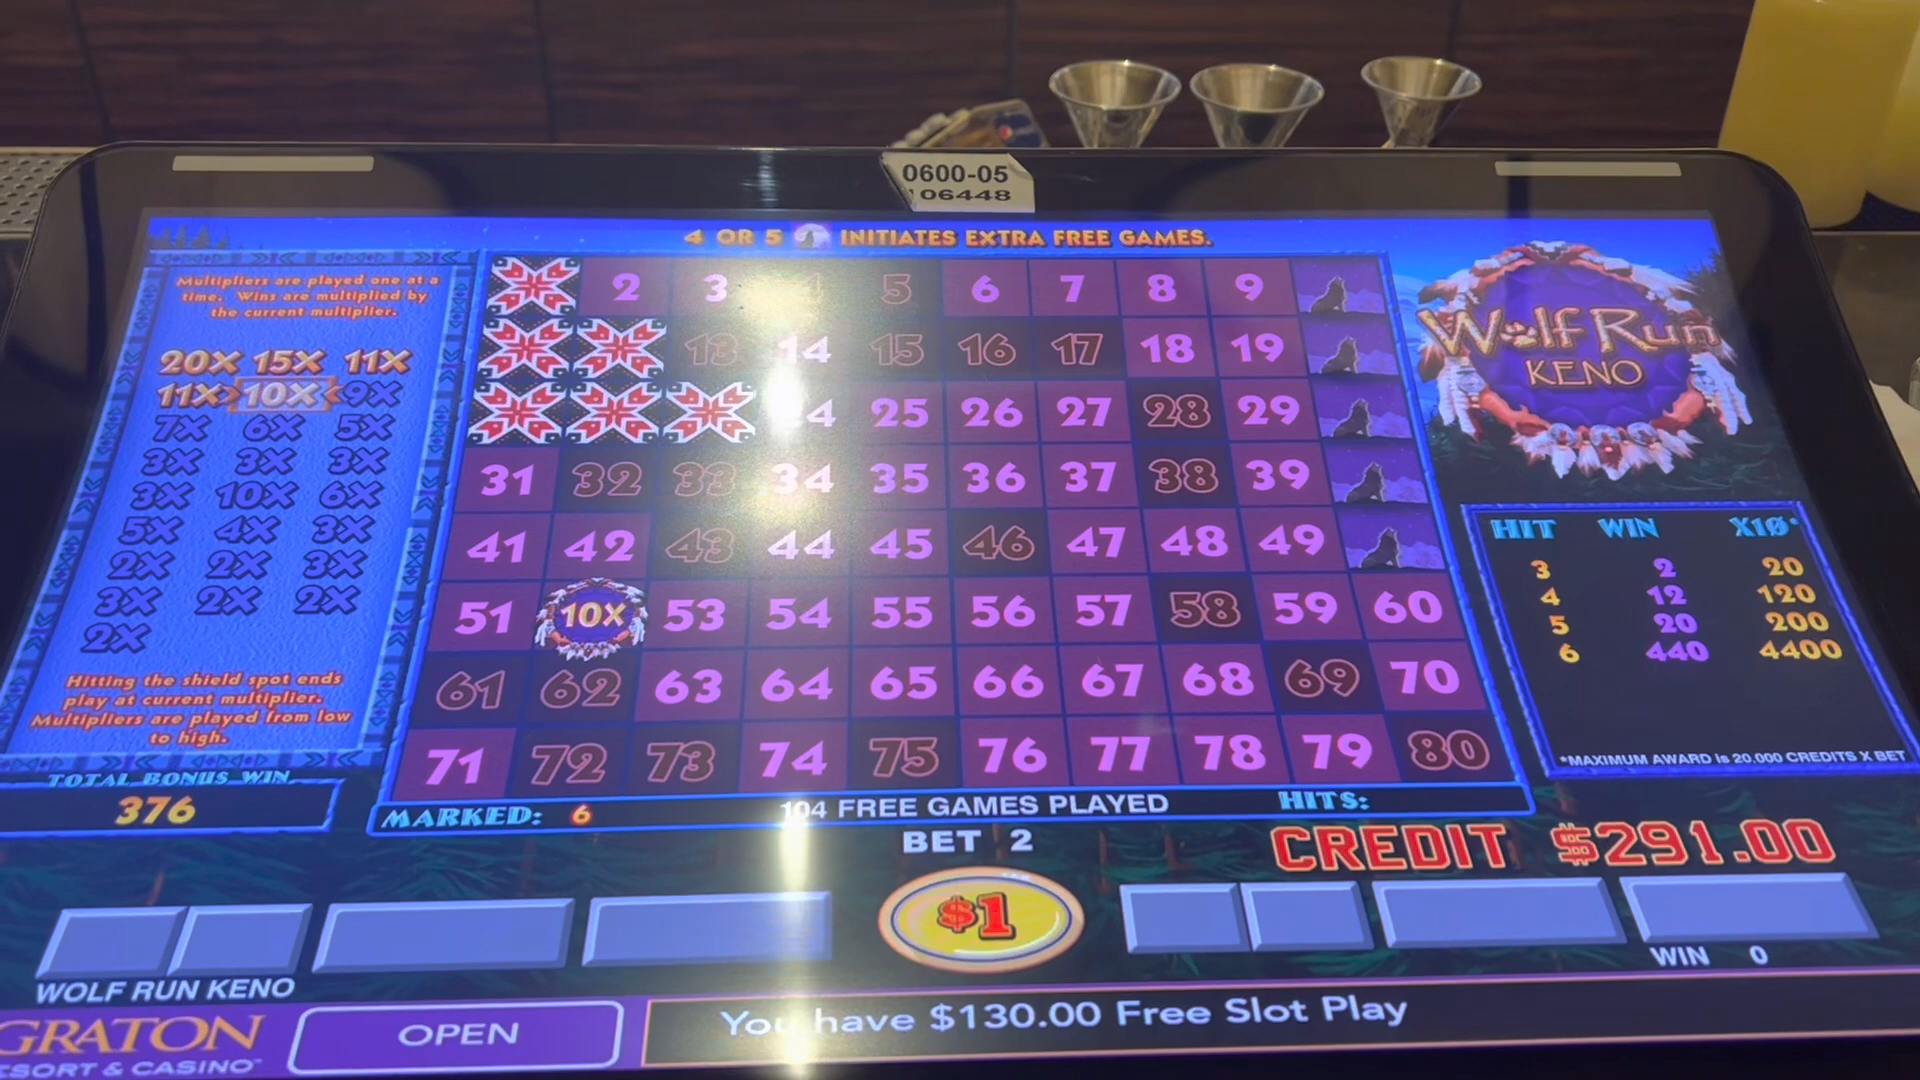 0600-05
106448
4 OR 5 INITIATES EXTRA FREE GAMES.
Multipliers are played one at a
time. Wins are multiplied by
the current multiplier.
20X 15X 11X
11X 10X 9X
7X 6X 5X
3X 3X 3X
3X 10X 6X
5X 4X 3X
2X 2X 3X
3X 2X 2X
2X
Hitting the shield spot ends
play at current multiplier.
Multipliers are played from low
to high.
TOTAL BONUS WIN
376
2 3 4 5 6 7 8 9
13 14 15 16 17 18 19
25 26 27 28 29
31 32 33 34 35 36 37 38 39
41 42 43 44 45 46 47 48 49
51 10X 53 54 55 56 57 58 59 60
61 62 63 64 65 66 67 68 69 70
71 72 73 74 75 76 77 78 79 80
MARKED: 6
104 FREE GAMES PLAYED
HITS:
Wolf Run
KENO
HIT WIN X10*
3 2 20
4 12 120
5 20 200
6 440 4400
*MAXIMUM AWARD is 20,000 CREDITS X BET
BET 2
CREDIT $291.00
$1
WIN 0
WOLF RUN KENO
GRATON
RESORT & CASINO
OPEN
You have $130.00 Free Slot Play